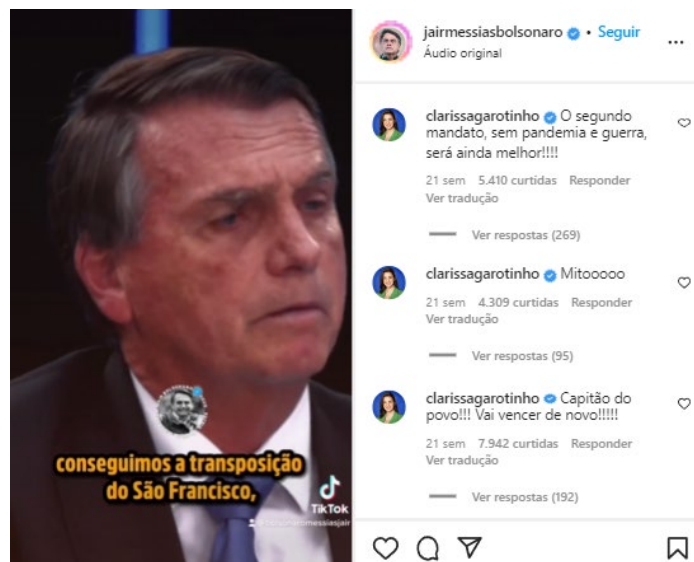 conseguimos a transposição
do São Francisco,
TikTok
jairmessiasbolsonaro • Seguir
Áudio original
clarissagarotinho O segundo
mandato, sem pandemia e guerra,
será ainda melhor!!!!
21 sem 5.410 curtidas Responder
Ver tradução
Ver respostas (269)
clarissagarotinho Mitooooo
21 sem 4.309 curtidas Responder
Ver tradução
Ver respostas (95)
clarissagarotinho Capitão do
povo!!! Vai vencer de novo!!!!!
21 sem 7.942 curtidas Responder
Ver tradução
Ver respostas (192)